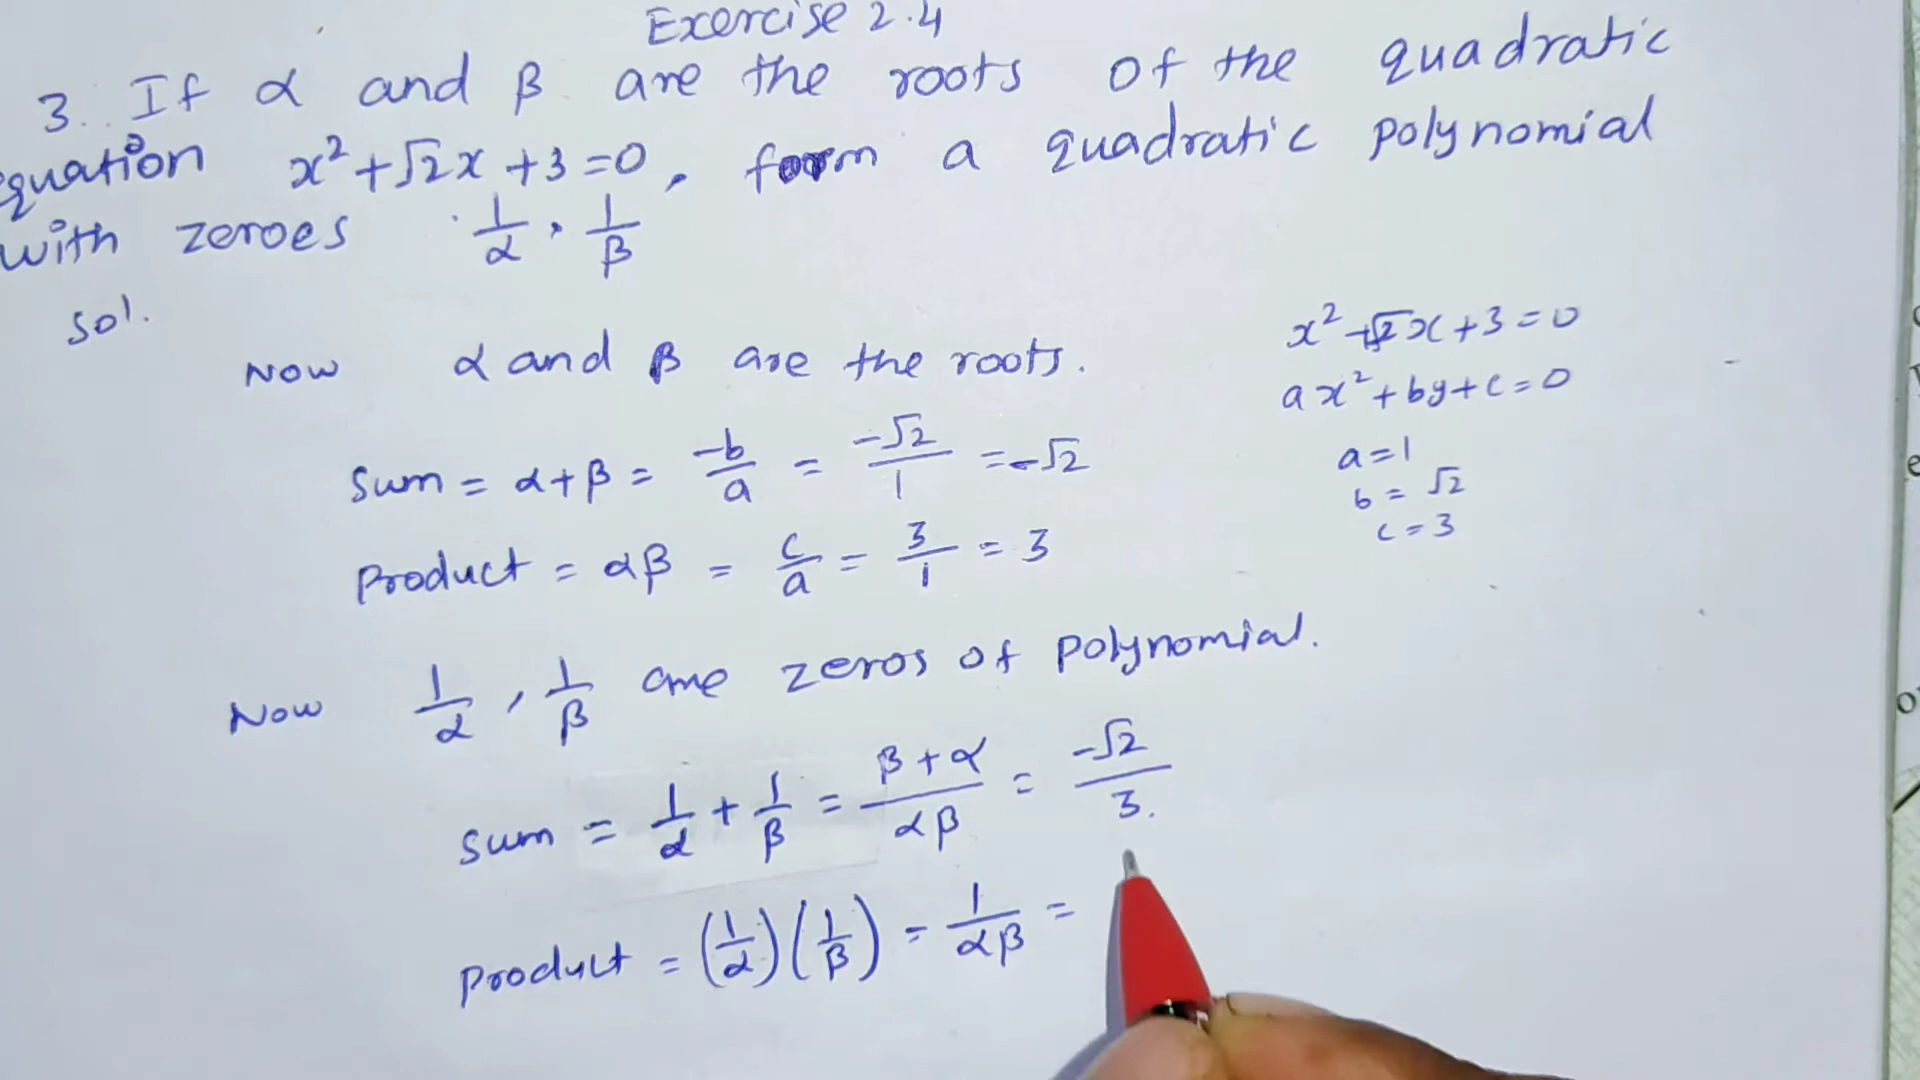 Exercise 2.4
3. If α and β are the roots of the quadratic
equation x² + √2x + 3 = 0, form a quadratic polynomial
with zeroes 1/α, 1/β
Sol.
Now α and β are the roots.
x² + √2x + 3 = 0
ax² + by + c = 0
a = 1
b = √2
c = 3
Sum = α + β = -b/a = -√2/1 = -√2
Product = αβ = c/a = 3/1 = 3
Now 1/α, 1/β are zeros of polynomial.
Sum = 1/α + 1/β = β + α/αβ = -√2/3.
Product = (1/α)(1/β) = 1/αβ =